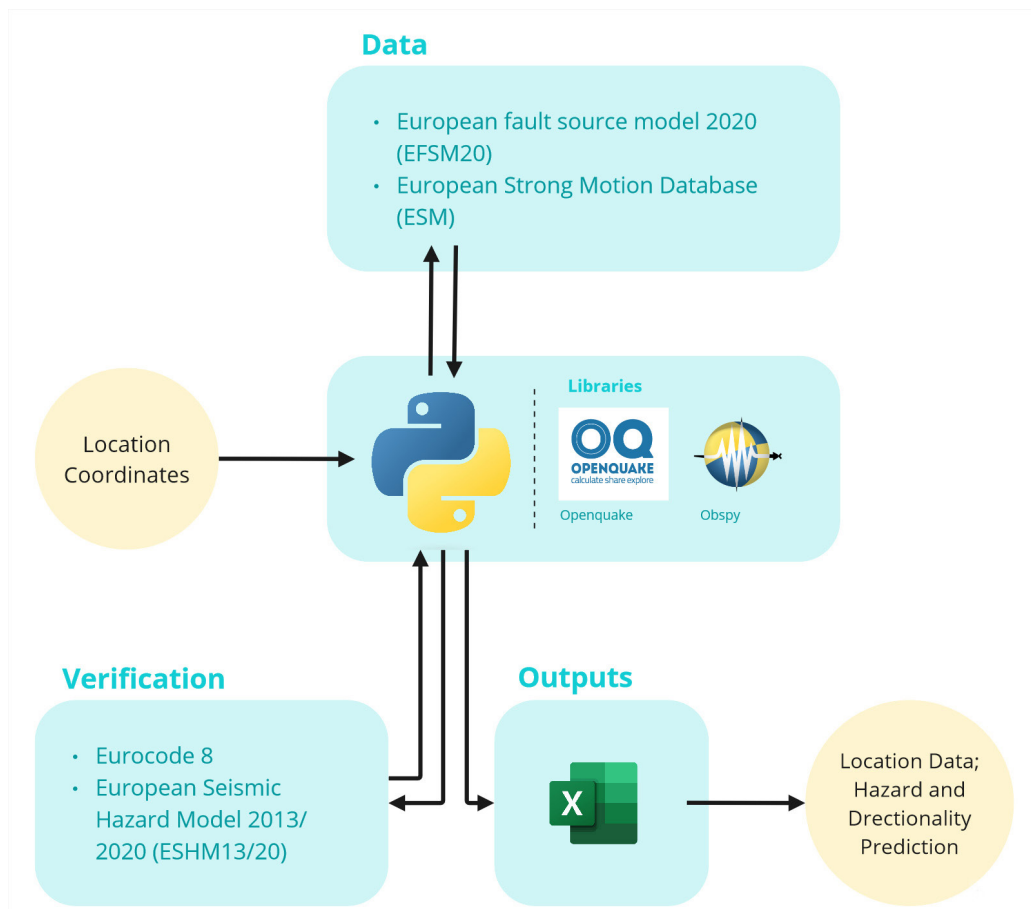 Data
• European fault source model 2020
(EFSM20)
• European Strong Motion Database
(ESM)
Location
Coordinates
Libraries
OQ
OPENQUAKE
calculate share explore
Openquake
Obspy
Verification
• Eurocode 8
• European Seismic
Hazard Model 2013/
2020 (ESHM13/20)
Outputs
X
Location Data;
Hazard and
Drectionality
Prediction